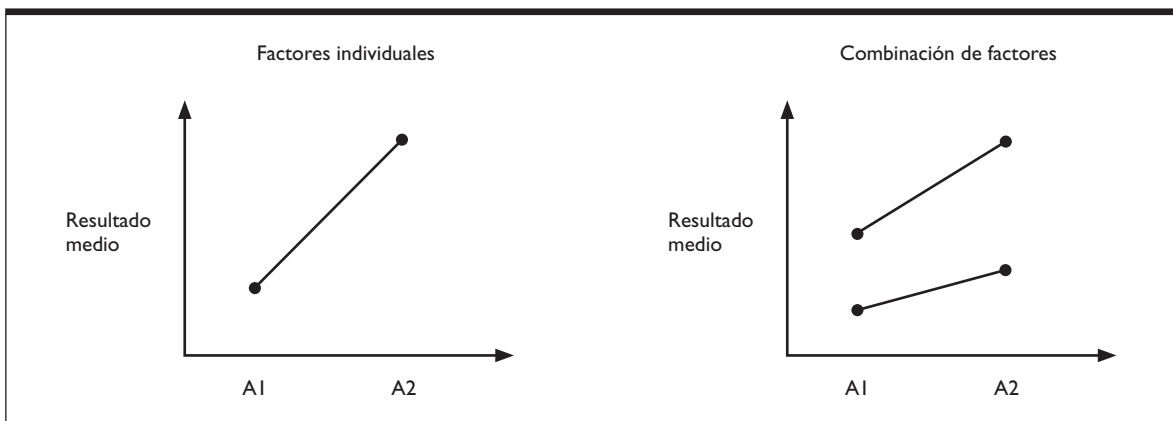 Factores individuales
Resultado
medio
A1
A2
Combinación de factores
Resultado
medio
A1
A2